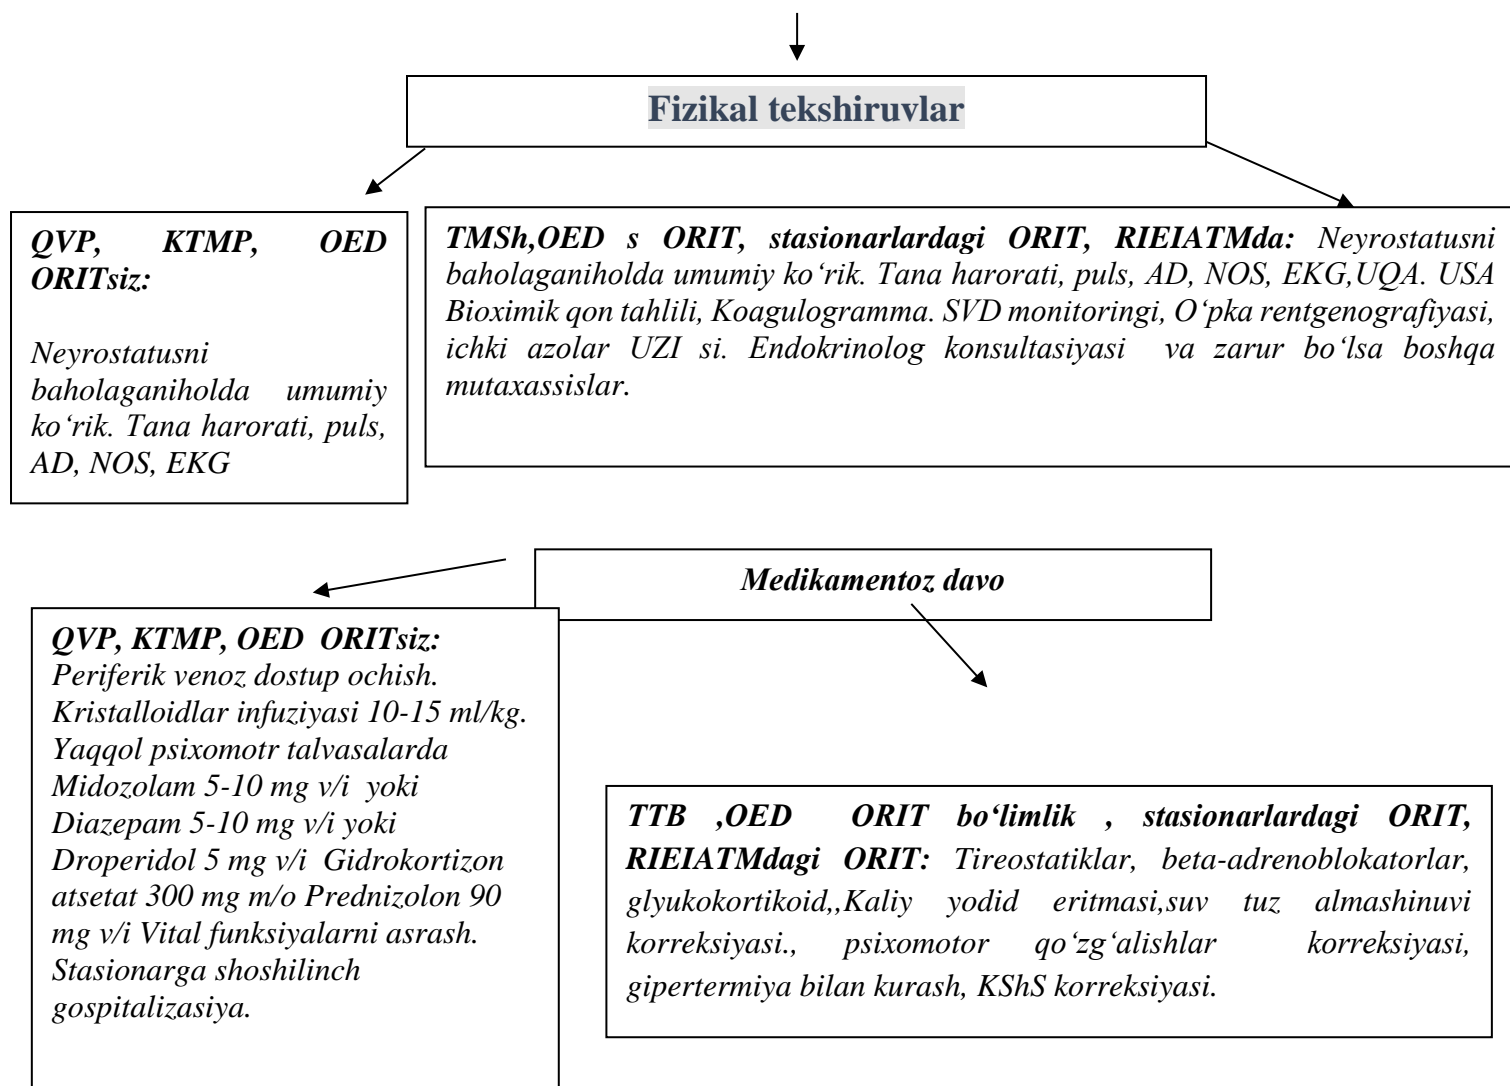 Fizikal tekshiruvlar
QVP, KTMP, OED
ORITsiz:
Neyrostatusni
baholaganiholda umumiy
ko‘rik. Tana harorati, puls,
AD, NOS, EKG
TMSh,OED s ORIT, stasionarlardagi ORIT, RIEIATMda: Neyrostatusni
baholaganiholda umumiy ko‘rik. Tana harorati, puls, AD, NOS, EKG,UQA. USA
Bioximik qon tahlili, Koagulogramma. SVD monitoringi, O‘pka rentgenografiyasi,
ichki azolar UZI si. Endokrinolog konsultasiyasi va zarur bo‘lsa boshqa
mutaxassislar.
Medikamentoz davo
QVP, KTMP, OED ORITsiz:
Periferik venoz dostup ochish.
Kristalloidlar infuziyasi 10-15 ml/kg.
Yaqqol psixomotr talvasalarda
Midozolam 5-10 mg v/i yoki
Diazepam 5-10 mg v/i yoki
Droperidol 5 mg v/i Gidrokortizon
atsetat 300 mg m/o Prednizolon 90
mg v/i Vital funksiyalarni asrash.
Stasionarga shoshilinch
gospitalizasiya.
TTB ,OED ORIT bo‘limlik , stasionarlardagi ORIT,
RIEIATMdagi ORIT: Tireostatiklar, beta-adrenoblokatorlar,
glyukokortikoid,,Kaliy yodid eritmasi,suv tuz almashinuvi
korreksiyasi., psixomotor qo‘zg‘alishlar korreksiyasi,
gipertermiya bilan kurash, KShS korreksiyasi.